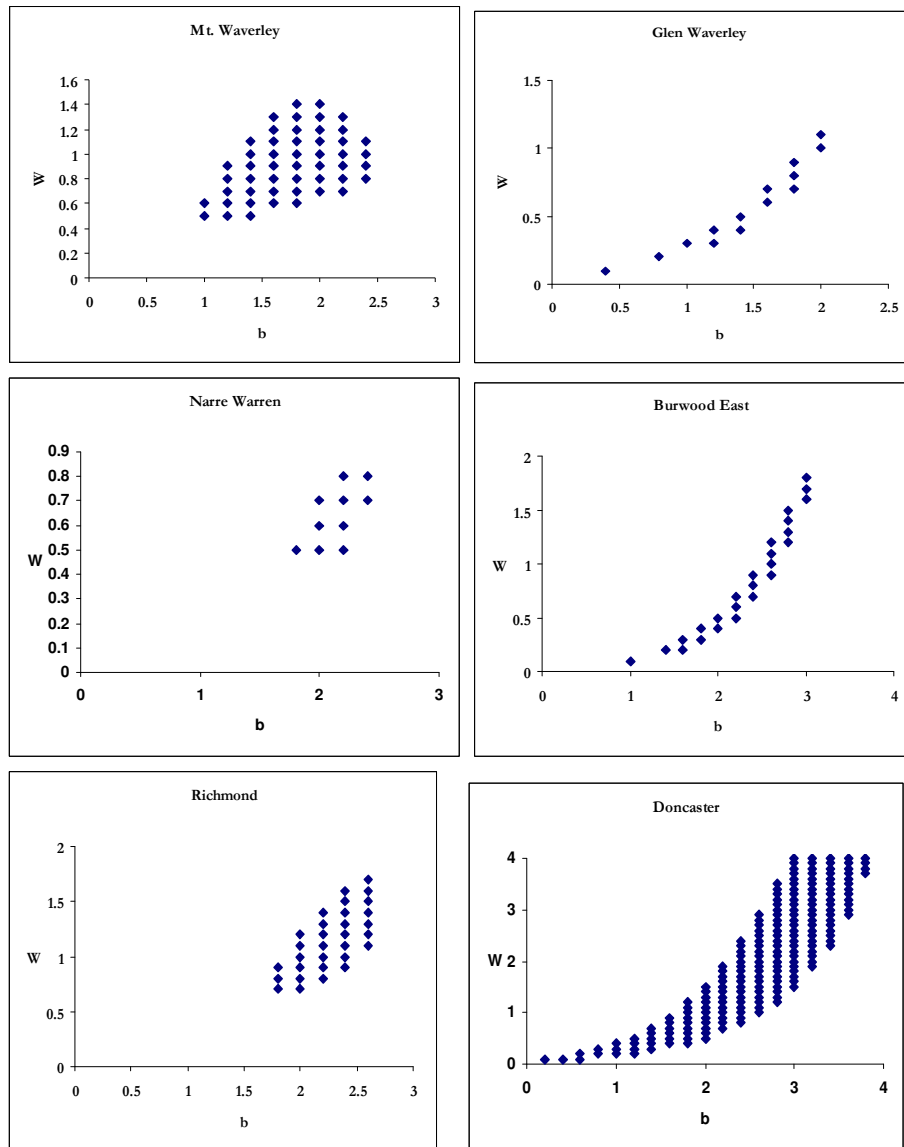 Mt. Waverley
1.6
1.4
1.2
1
0.8
0.6
0.4
0.2
0
W
0 0.5 1 1.5 2 2.5 3
b
Glen Waverley
1.5
1
0.5
0
W
0 0.5 1 1.5 2 2.5
b
Narre Warren
0.9
0.8
0.7
0.6
0.5
0.4
0.3
0.2
0.1
0
W
0 1 2 3
b
Burwood East
2
1.5
1
0.5
0
W
0 1 2 3 4
b
Richmond
2
1.5
1
0.5
0
W
0 0.5 1 1.5 2 2.5 3
b
Doncaster
4
3
W 2
1
0
0 1 2 3 4
b